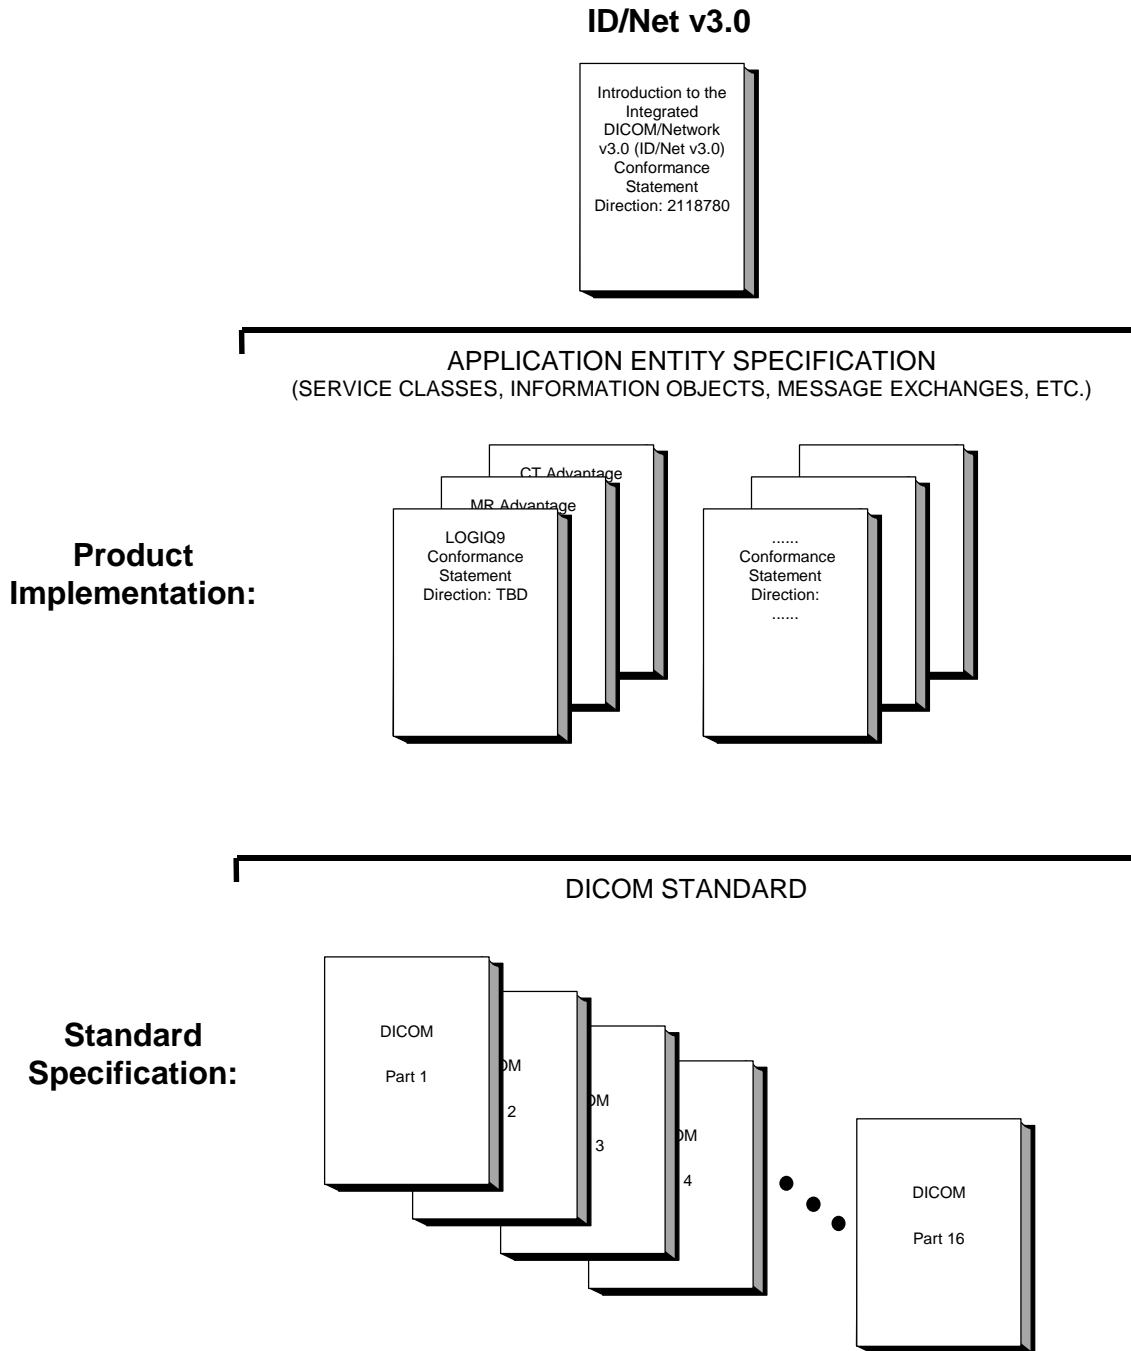 ID/Net v3.0
Introduction to the
Integrated
DICOM/Network
v3.0 (ID/Net v3.0)
Conformance
Statement
Direction: 2118780
APPLICATION ENTITY SPECIFICATION
(SERVICE CLASSES, INFORMATION OBJECTS, MESSAGE EXCHANGES, ETC.)
Product
Implementation:
CT Advantage
MR Advantage
LOGIQ9
Conformance
Statement
Direction: TBD
......
Conformance
Statement
Direction:
......
DICOM STANDARD
Standard
Specification:
DICOM
Part 1
OM
2
OM
3
OM
4
DICOM
Part 16